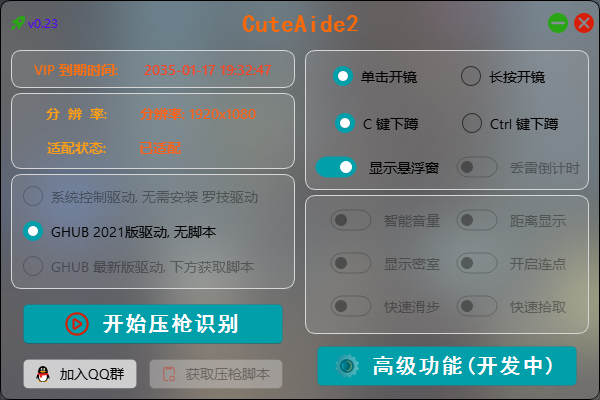 v0.23
CuteAide2
VIP 到期时间: 2035-01-17 19:32:47
分 辨 率: 分辨率 1920x1080
适配状态: 已适配
系统控制驱动, 无需安装 罗技驱动
GHUB 2021版驱动, 无脚本
GHUB 最新版驱动, 下方获取脚本
开始压枪识别
加入QQ群
获取压枪脚本
单击开镜 长按开镜
C 键下蹲 Ctrl 键下蹲
显示悬浮窗 丢雷倒计时
智能音量 距离显示
显示密室 开启连点
快速滑步 快速拾取
高级功能(开发中)